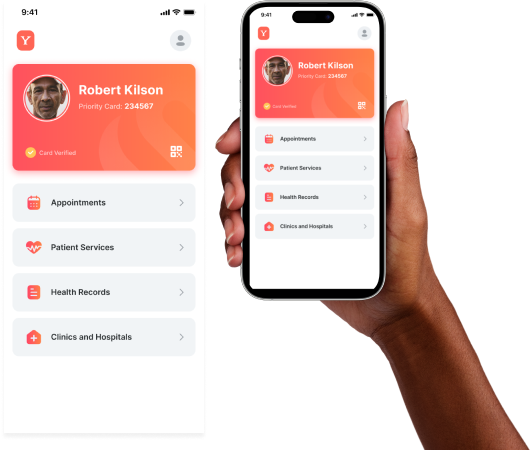 9:41
Y
Robert Kilson
Priority Card: 234567
Card Verified
Appointments
Patient Services
Health Records
Clinics and Hospitals
9:41
Y
Robert Kilson
Priority Card: 234567
Card Verified
Appointments
Patient Services
Health Records
Clinics and Hospitals